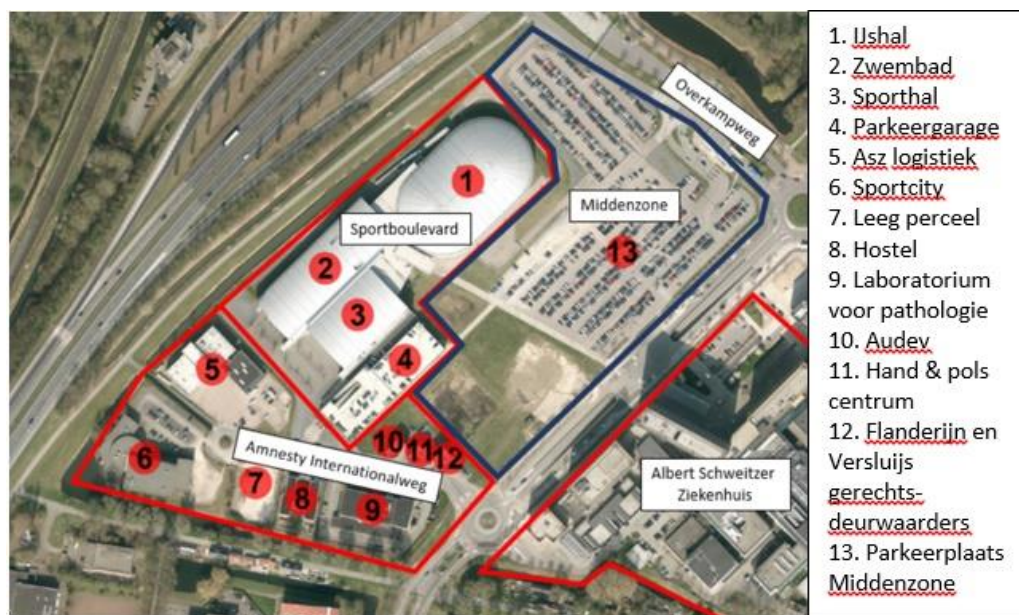 1. IJshal
2. Zwembad
3. Sporthal
4. Parkeergarage
5. Asz logistiek
6. Sportcity
7. Leeg perceel
8. Hostel
9. Laboratorium
voor pathologie
10. Audev
11. Hand & pols
centrum
12. Flanderijn en
Versluijs
gerechts-
deurwaarders
13. Parkeerplaats
Middenzone
Overkampweg
1
Middenzone
Sportboulevard
13
2
3
4
5
10
11
12
Amnesty Internationalweg
6
7
8
9
Albert Schweitzer
Ziekenhuis